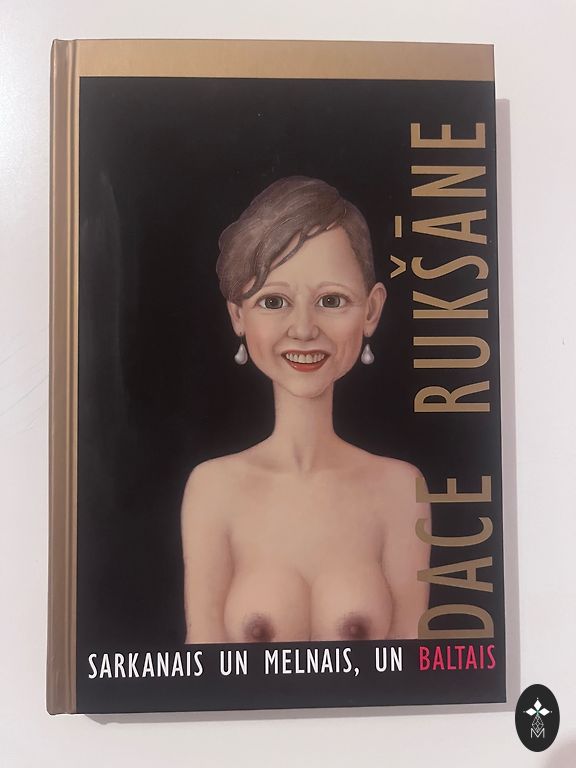 DACE RUKŠĀNE
SARKANAIS UN MELNAIS, UN BALTAIS
M